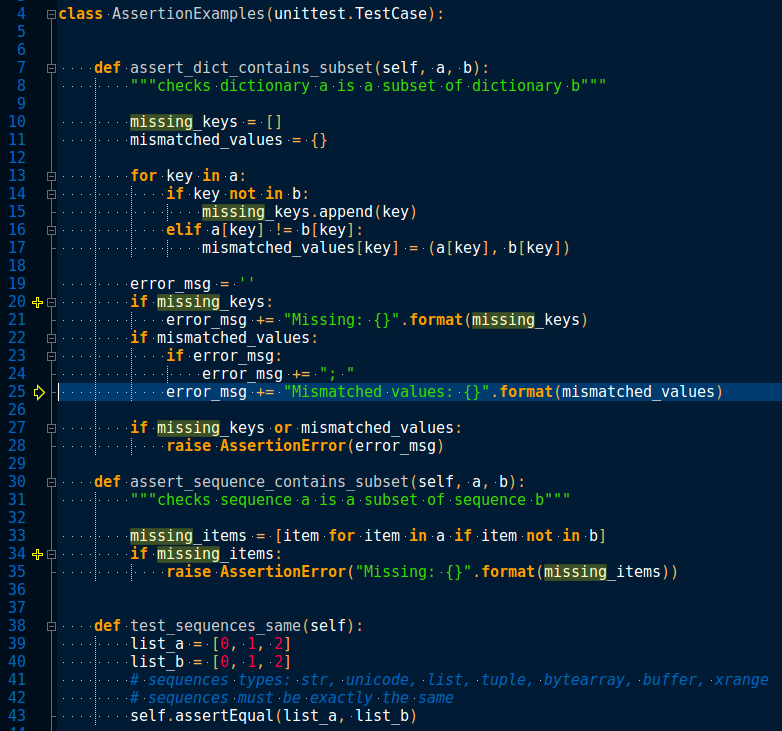 4 class AssertionExamples(unittest.TestCase):
5
6
7     def assert_dict_contains_subset(self, a, b):
8         """checks dictionary a is a subset of dictionary b"""
9
10         missing_keys = []
11         mismatched_values = {}
12
13         for key in a:
14             if key not in b:
15                 missing_keys.append(key)
16             elif a[key] != b[key]:
17                 mismatched_values[key] = (a[key], b[key])
18
19         error_msg = ''
20         if missing_keys:
21             error_msg += "Missing: {}".format(missing_keys)
22         if mismatched_values:
23             if error_msg:
24                 error_msg += "; "
25             error_msg += "Mismatched values: {}".format(mismatched_values)
26
27         if missing_keys or mismatched_values:
28             raise AssertionError(error_msg)
29
30     def assert_sequence_contains_subset(self, a, b):
31         """checks sequence a is a subset of sequence b"""
32
33         missing_items = [item for item in a if item not in b]
34         if missing_items:
35             raise AssertionError("Missing: {}".format(missing_items))
36
37
38     def test_sequences_same(self):
39         list_a = [0, 1, 2]
40         list_b = [0, 1, 2]
41         # sequences types: str, unicode, list, tuple, bytearray, buffer, xrange
42         # sequences must be exactly the same
43         self.assertEqual(list_a, list_b)